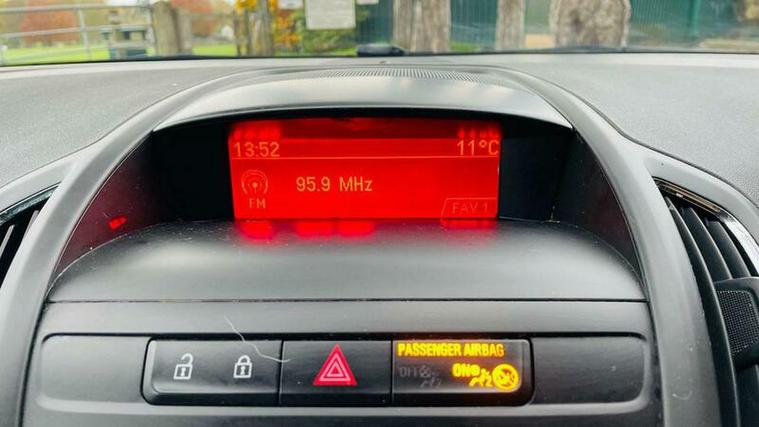 13:52 11°C
95.9 MHz
FM
FAV 1
PASSENGER AIRBAG
OFF ON